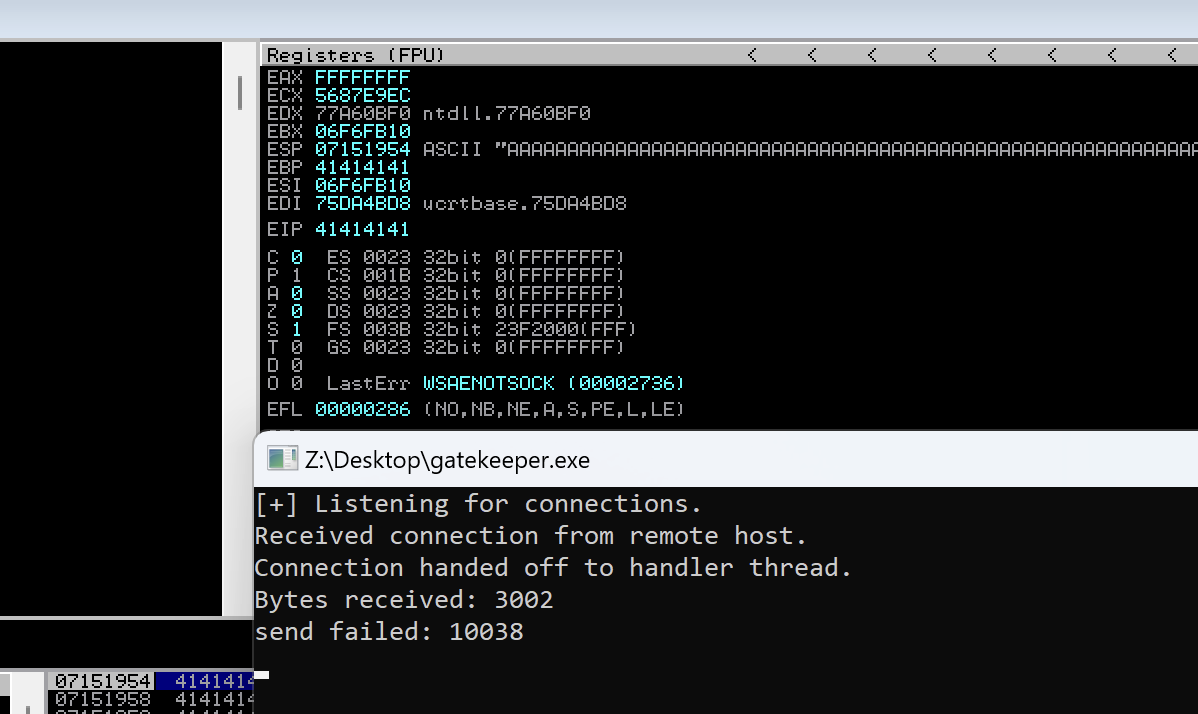 Registers (FPU) < < < < < < < <
EAX FFFFFFFF
ECX 5687E9EC
EDX 77A60BF0 ntdll.77A60BF0
EBX 06F6FB10
ESP 07151954 ASCII "AAAAAAAAAAAAAAAAAAAAAAAAAAAAAAAAAAAAAAAAAAAAAAAAAAAAAAAAA
EBP 41414141
ESI 06F6FB10
EDI 75DA4BD8 ucrtbase.75DA4BD8
EIP 41414141
C 0 ES 0023 32bit 0(FFFFFFFF)
P 1 CS 001B 32bit 0(FFFFFFFF)
A 0 SS 0023 32bit 0(FFFFFFFF)
Z 0 DS 0023 32bit 0(FFFFFFFF)
S 1 FS 003B 32bit 23F2000(FFF)
T 0 GS 0023 32bit 0(FFFFFFFF)
D 0
O 0 LastErr WSAENOTSOCK (00002736)
EFL 00000286 (NO,NB,NE,A,S,PE,L,LE)
Z:\Desktop\gatekeeper.exe
[+] Listening for connections.
Received connection from remote host.
Connection handed off to handler thread.
Bytes received: 3002
send failed: 10038
07151954 4141414
07151958 4141414